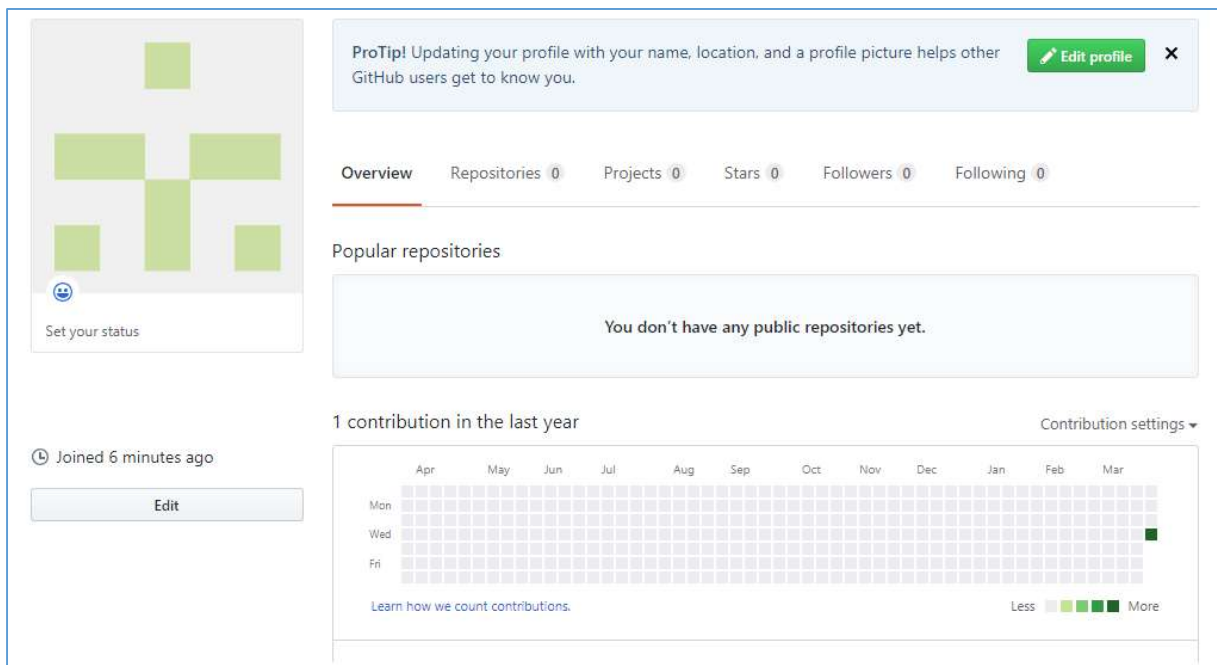 ProTip! Updating your profile with your name, location, and a profile picture helps other
GitHub users get to know you.
Edit profile
Overview Repositories 0 Projects 0 Stars 0 Followers 0 Following 0
Popular repositories
You don't have any public repositories yet.
Set your status
1 contribution in the last year
Contribution settings
Joined 6 minutes ago
Edit
Apr May Jun Jul Aug Sep Oct Nov Dec Jan Feb Mar
Mon
Wed
Fri
Learn how we count contributions.
Less More